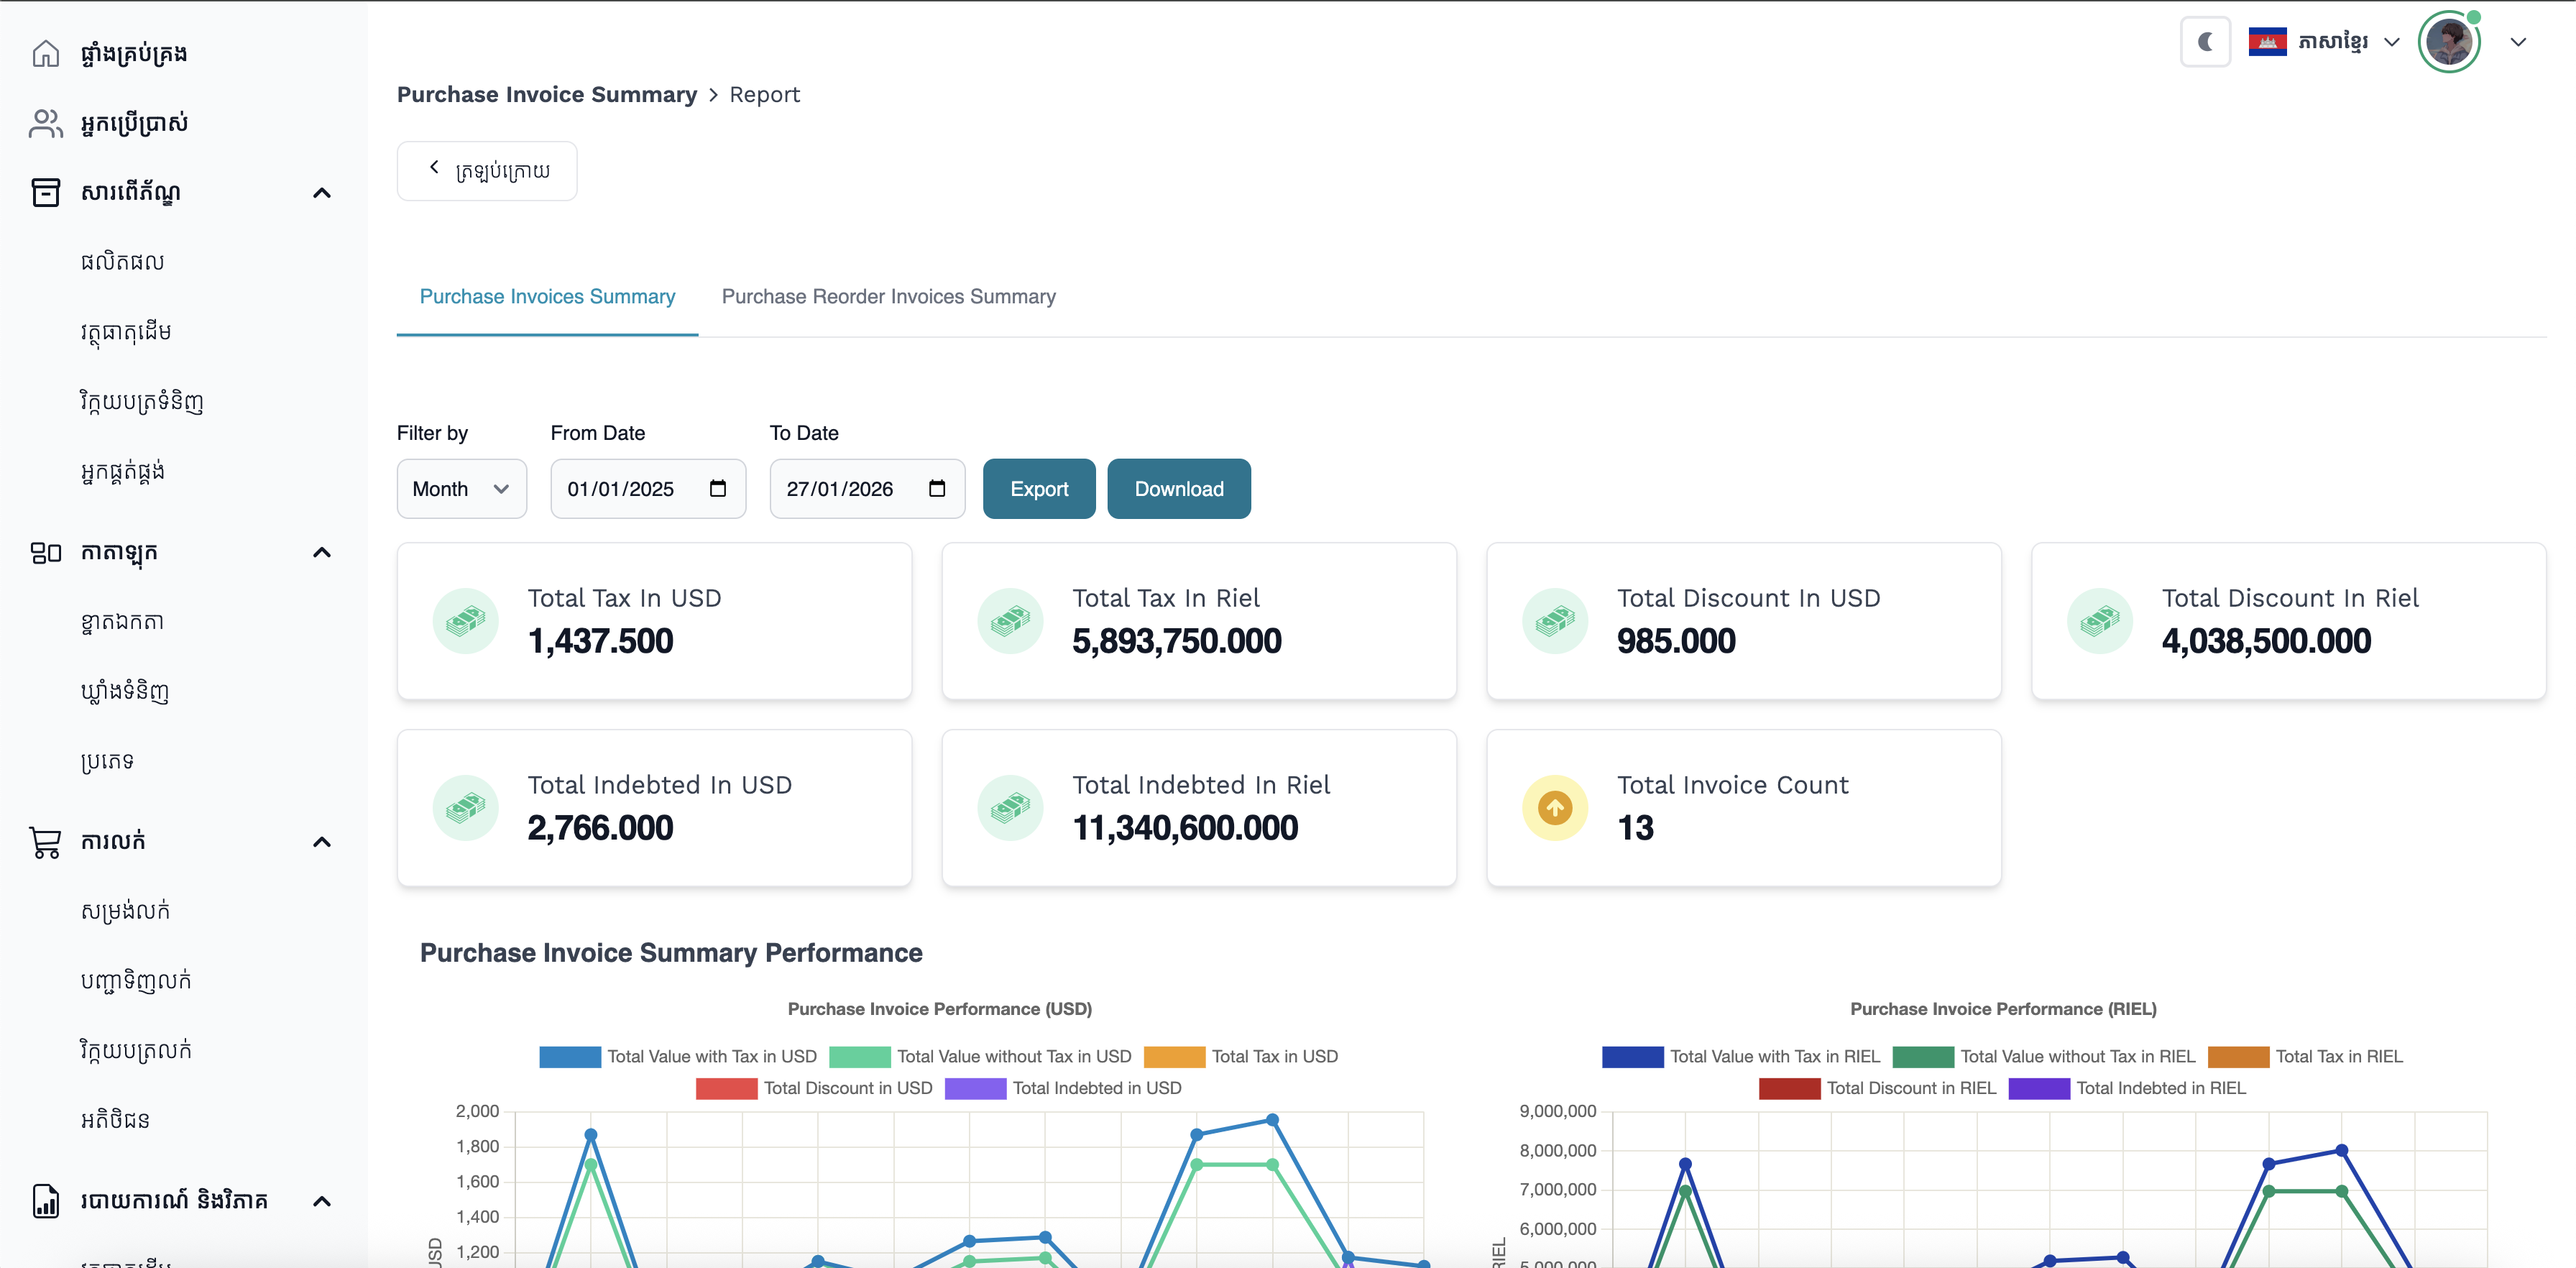 ផ្ទាំងគ្រប់គ្រង
អ្នកប្រើប្រាស់
សារពើភ័ណ្ឌ
ផលិតផល
វត្ថុធាតុដើម
វិក្កយបត្រទំនិញ
អ្នកផ្គត់ផ្គង់
កាតាឡុក
ខ្នាតឯកតា
ឃ្លាំងទំនិញ
ប្រភេទ
ការលក់
សម្រង់លក់
បញ្ជាទិញលក់
វិក្កយបត្រលក់
អតិថិជន
របាយការណ៍ និងវិភាគ
ភាសាខ្មែរ
Purchase Invoice Summary > Report
ត្រឡប់ក្រោយ
Purchase Invoices Summary
Purchase Reorder Invoices Summary
Filter by
From Date
To Date
Month
01/01/2025
27/01/2026
Export
Download
Total Tax In USD
1,437.500
Total Tax In Riel
5,893,750.000
Total Discount In USD
985.000
Total Discount In Riel
4,038,500.000
Total Indebted In USD
2,766.000
Total Indebted In Riel
11,340,600.000
Total Invoice Count
13
Purchase Invoice Summary Performance
Purchase Invoice Performance (USD)
Total Value with Tax in USD
Total Value without Tax in USD
Total Tax in USD
Total Discount in USD
Total Indebted in USD
2,000
1,800
1,600
1,400
1,200
USD
Purchase Invoice Performance (RIEL)
Total Value with Tax in RIEL
Total Value without Tax in RIEL
Total Tax in RIEL
Total Discount in RIEL
Total Indebted in RIEL
9,000,000
8,000,000
7,000,000
6,000,000
5,000,000
RIEL